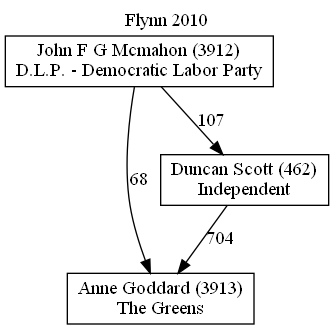 Flynn 2010
John F G Mcmahon (3912)
D.L.P. - Democratic Labor Party
107
Duncan Scott (462)
Independent
68
704
Anne Goddard (3913)
The Greens